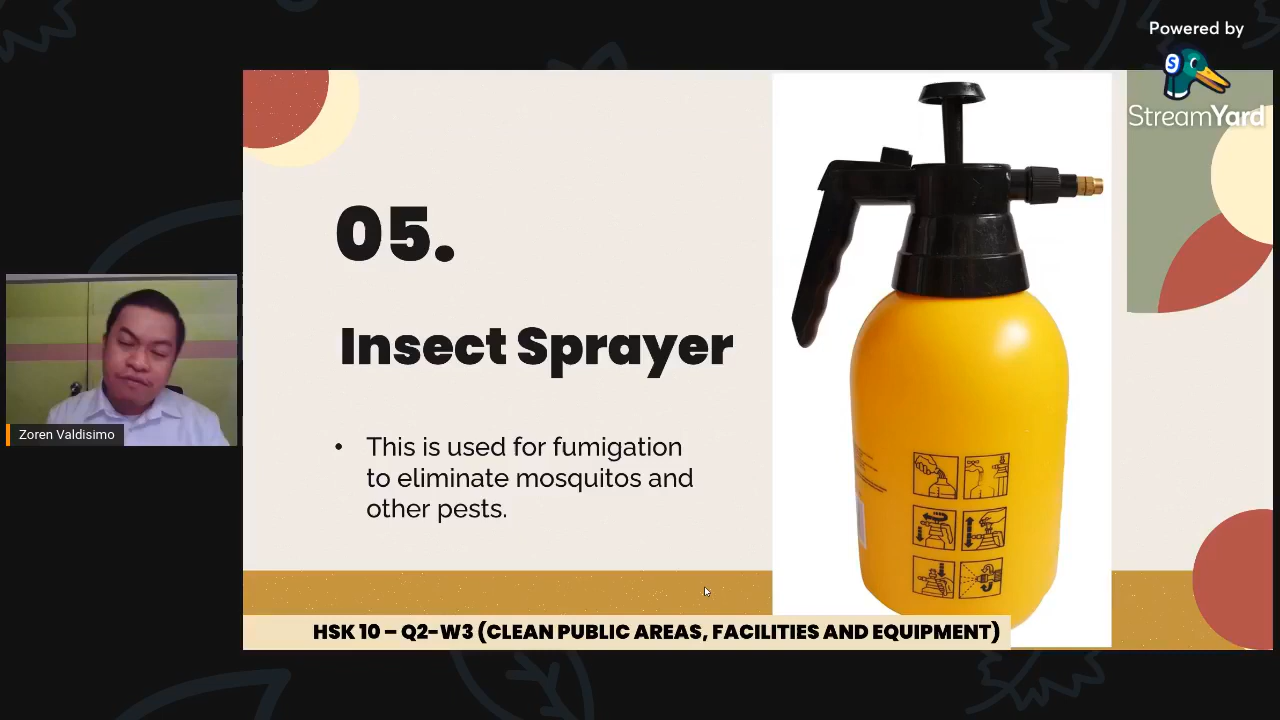 Powered by
StreamYard
05.
Insect Sprayer
• This is used for fumigation
to eliminate mosquitos and
other pests.
Zoren Valdisimo
HSK 10 – Q2-W3 (CLEAN PUBLIC AREAS, FACILITIES AND EQUIPMENT)